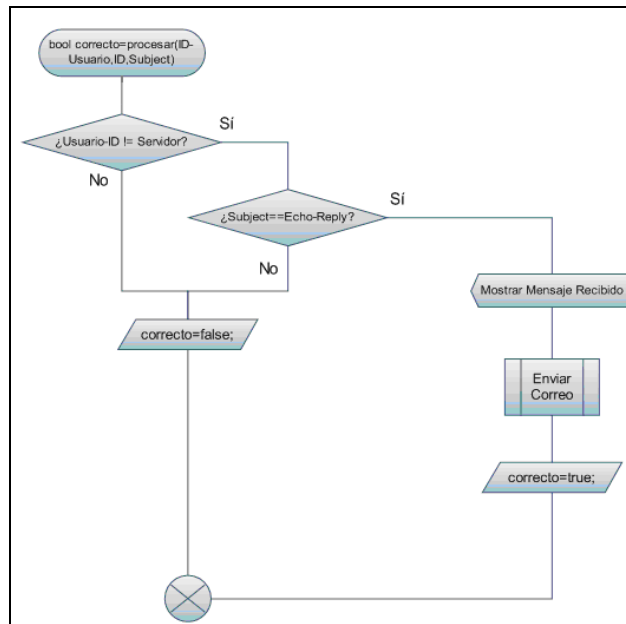 bool correcto=procesar(ID-
Usuario,ID,Subject)
¿Usuario-ID != Servidor?
Sí
No
¿Subject==Echo-Reply?
Sí
No
Mostrar Mensaje Recibido
correcto=false;
Enviar
Correo
correcto=true;